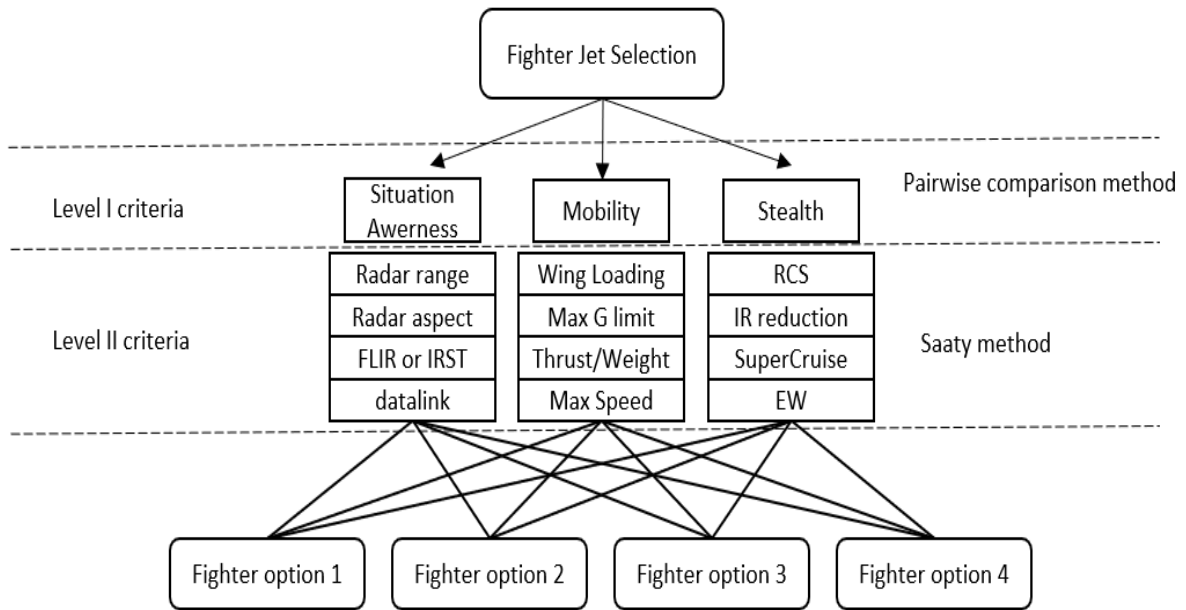 Fighter Jet Selection
Level I criteria
Situation
Awerness
Mobility
Stealth
Pairwise comparison method
Level II criteria
Radar range
Radar aspect
FLIR or IRST
datalink
Wing Loading
Max G limit
Thrust/Weight
Max Speed
RCS
IR reduction
SuperCruise
EW
Saaty method
Fighter option 1
Fighter option 2
Fighter option 3
Fighter option 4